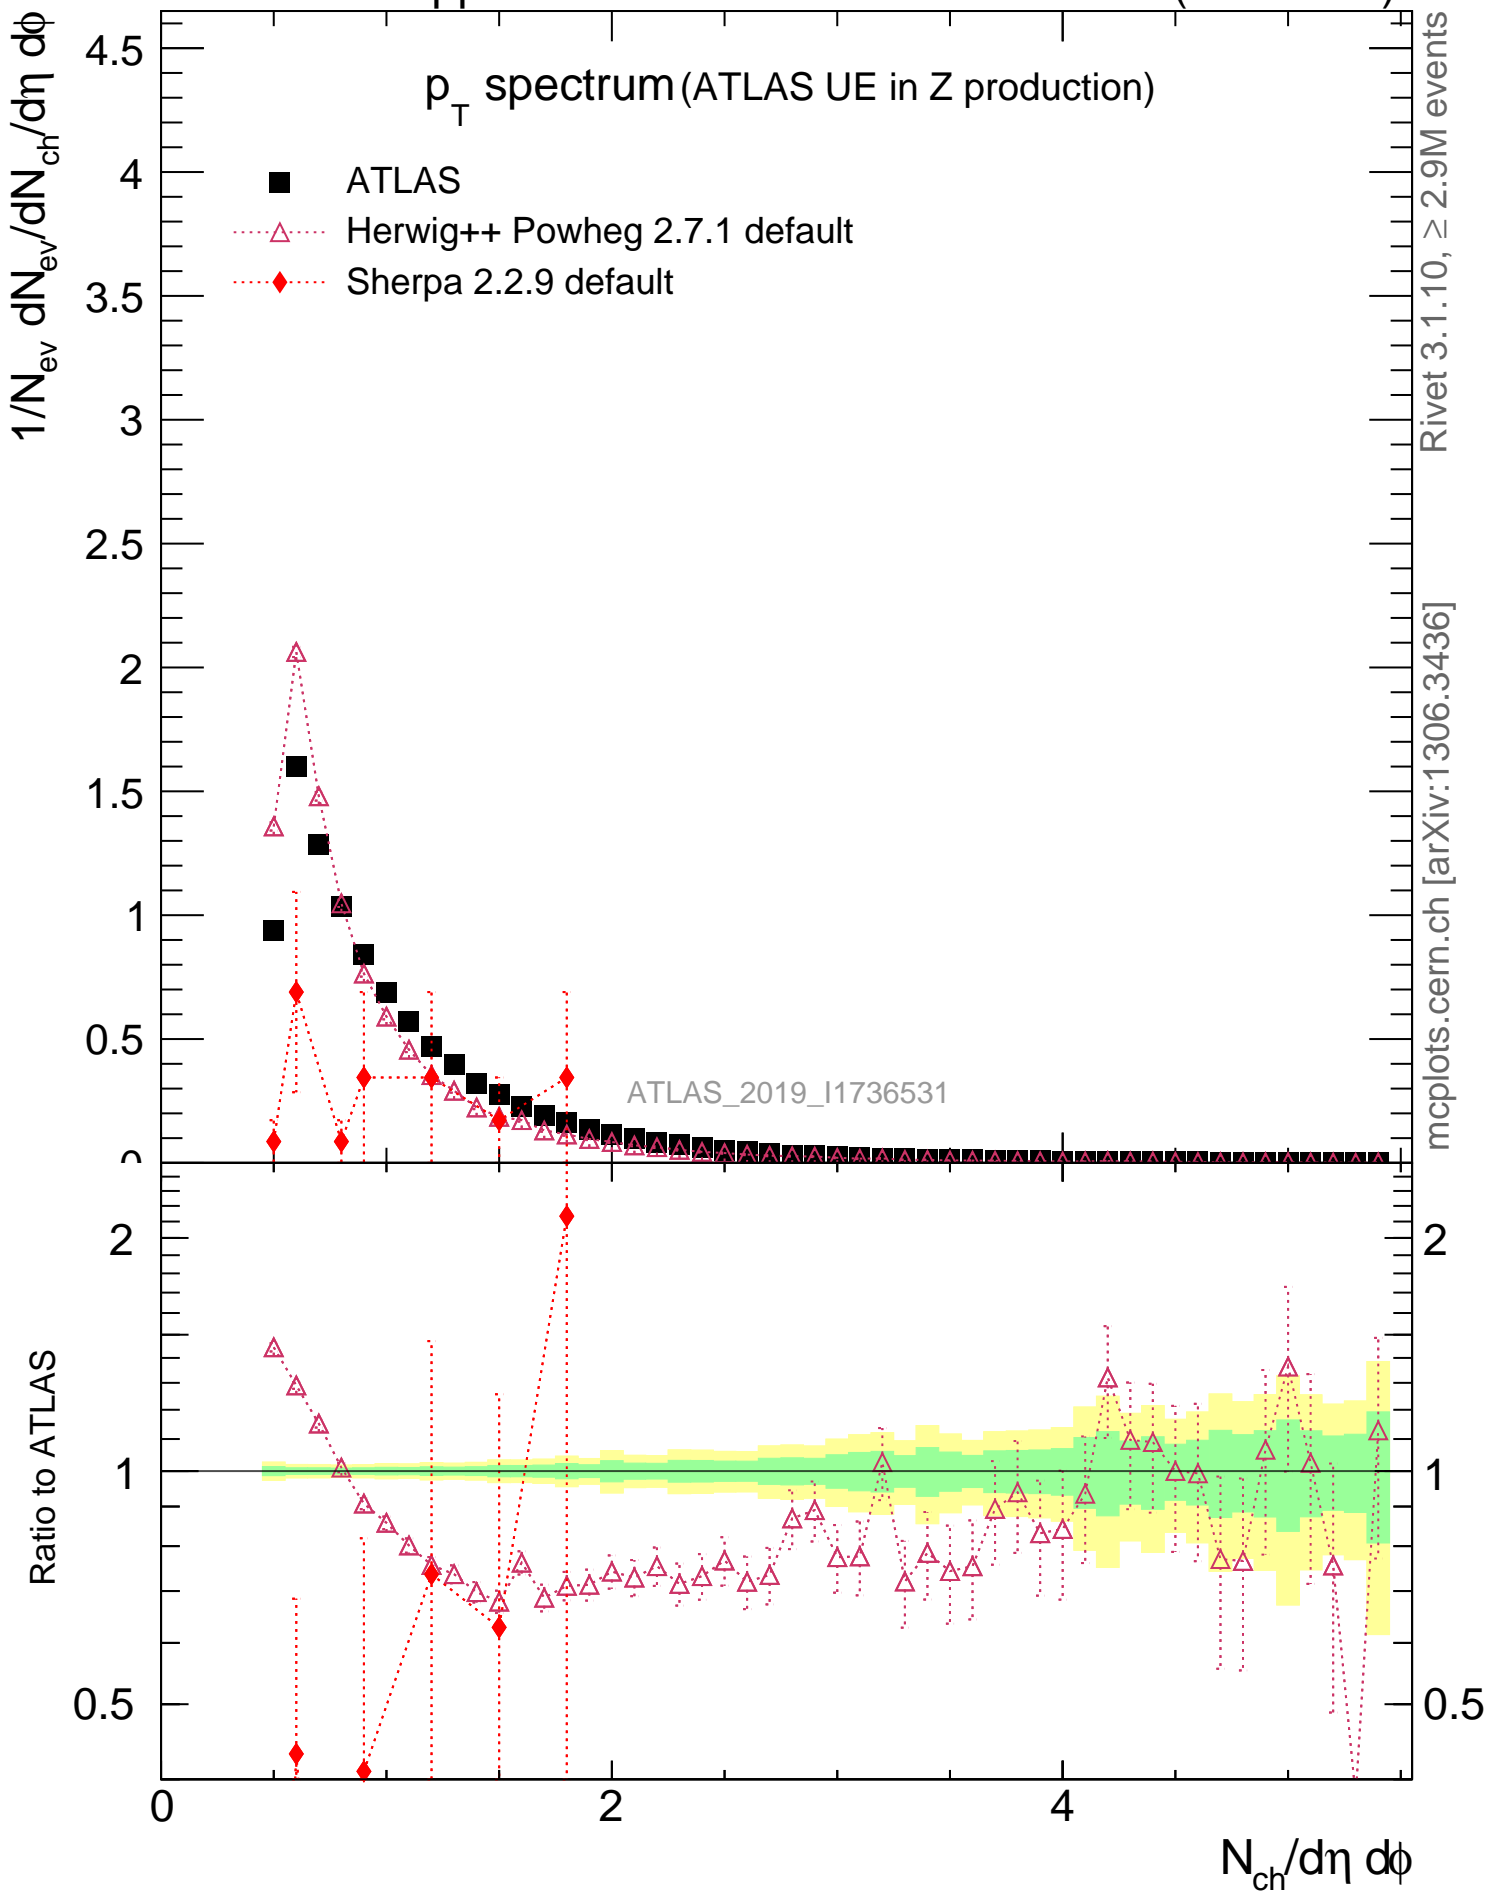 pp
( )
1/N_ev dN_ev/dN_ch/dη dϕ
p_T spectrum (ATLAS UE in Z production)
ATLAS
Herwig++ Powheg 2.7.1 default
Sherpa 2.2.9 default
4.5
4
3.5
3
2.5
2
1.5
1
0.5
0
ATLAS_2019_I1736531
Rivet 3.1.10, ≥ 2.9M events
mcplots.cern.ch [arXiv:1306.3436]
Ratio to ATLAS
2
1
0.5
2
1
0.5
0
2
4
N_ch/dη dϕ